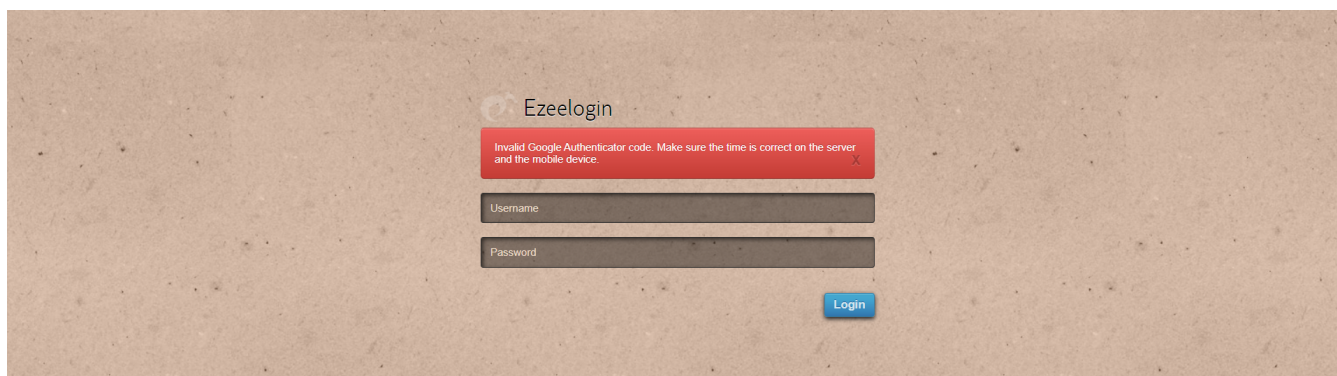 Ezeelogin
Invalid Google Authenticator code. Make sure the time is correct on the server
and the mobile device.
X
Username
Password
Login